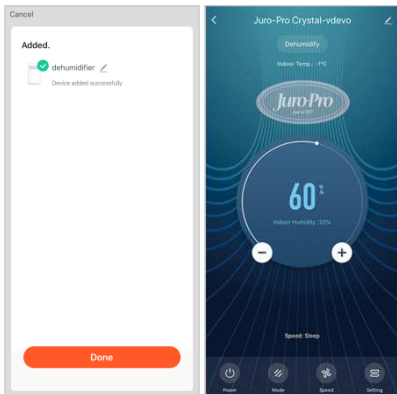 Cancel
Added.
dehumidifier
Device added successfully
Done
Juro-Pro Crystal-vdevo
Dehumidify
Indoor Temp.: -1°C
Juro-Pro
60%
Indoor Humidity :20%
Speed: Sleep
Power
Mode
Speed
Setting